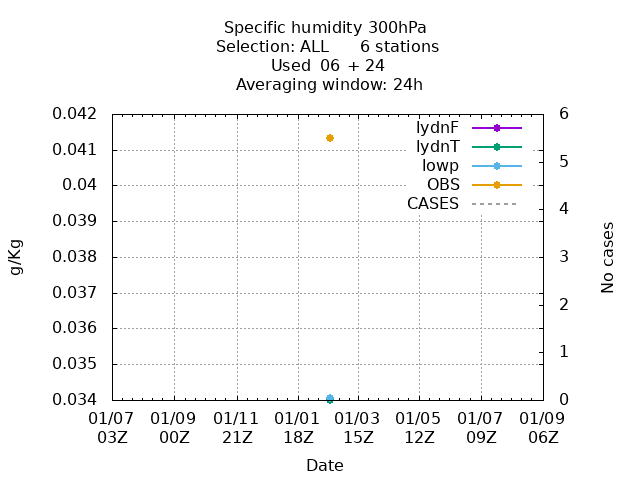 Specific humidity 300hPa
Selection: ALL 6 stations
Used 06 + 24
Averaging window: 24h
0.042
0.041
0.04
0.039
0.038
0.037
0.036
0.035
0.034
g/Kg
6
5
4
3
2
1
0
No cases
lydnF
lydnT
lowp
OBS
CASES
01/07 01/09 01/11 01/01 01/03 01/05 01/07 01/09
03Z 00Z 21Z 18Z 15Z 12Z 09Z 06Z
Date